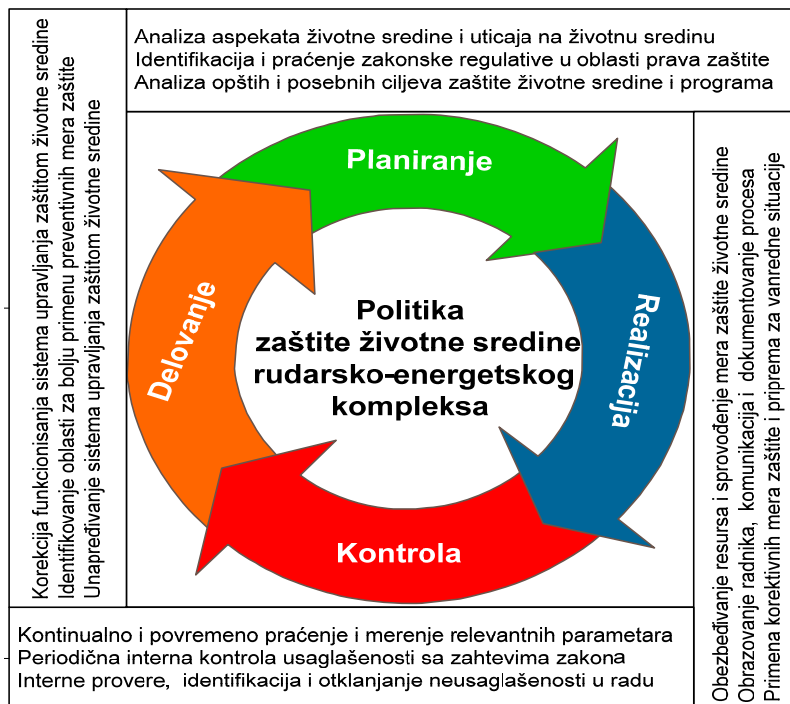 Analiza aspekata životne sredine i uticaja na životnu sredinu
Identifikacija i praćenje zakonske regulative u oblasti prava zaštite
Analiza opštih i posebnih ciljeva zaštite životne sredine i programa
Korekcija funkcionisanja sistema upravljanja zaštitom životne sredine
Identifikovanje oblasti za bolju primenu preventivnih mera zaštite
Unapređivanje sistema upravljanja zaštitom životne sredine
Planiranje
Delovanje
Politika
zaštite životne sredine
rudarsko-energetskog
kompleksa
Realizacija
Kontrola
Obezbeđivanje resursa i sprovođenje mera zaštite životne sredine
Obrazovanje radnika, komunikacija i dokumentovanje procesa
Primena korektivnih mera zaštite i priprema za vanredne situacije
Kontinualno i povremeno praćenje i merenje relevantnih parametara
Periodična interna kontrola usaglašenosti sa zahtevima zakona
Interne provere, identifikacija i otklanjanje neusaglašenosti u radu